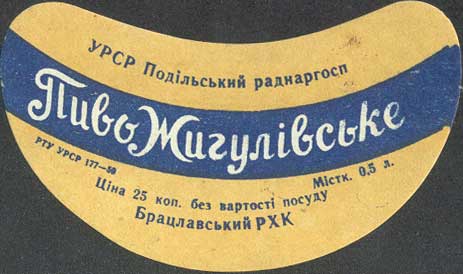 УРСР Подільський раднаргосп
Пиво Жигулівське
РТУ УРСР 177—50
Містк. 0,5 л.
Ціна 25 коп. без вартості посуду
Брацлавський РХК